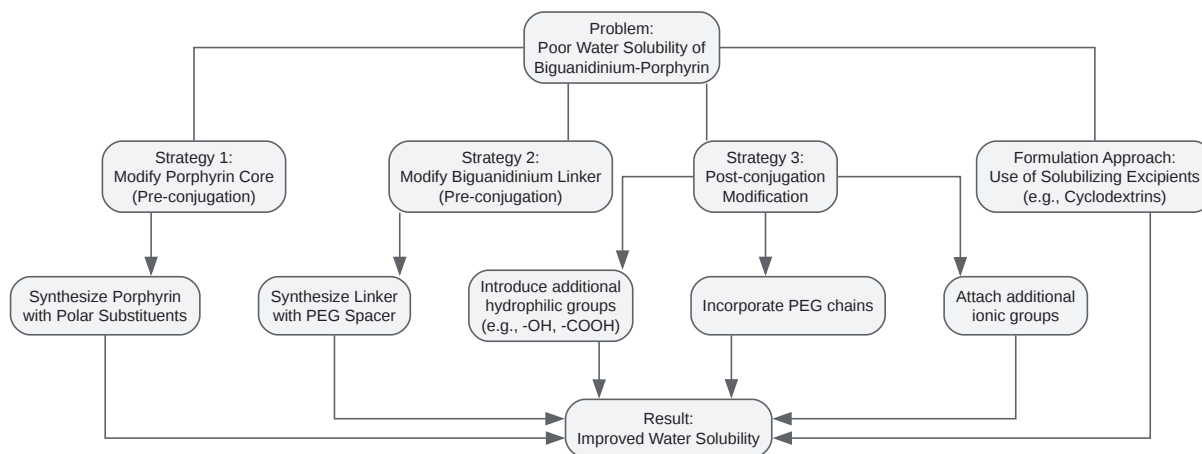 Problem:
Poor Water Solubility of
Biguanidinium-Porphyrin
Strategy 1:
Modify Porphyrin Core
(Pre-conjugation)
Strategy 2:
Modify Biguanidinium Linker
(Pre-conjugation)
Strategy 3:
Post-conjugation
Modification
Formulation Approach:
Use of Solubilizing Excipients
(e.g., Cyclodextrins)
Synthesize Porphyrin
with Polar Substituents
Synthesize Linker
with PEG Spacer
Introduce additional
hydrophilic groups
(e.g., -OH, -COOH)
Incorporate PEG chains
Attach additional
ionic groups
Result:
Improved Water Solubility